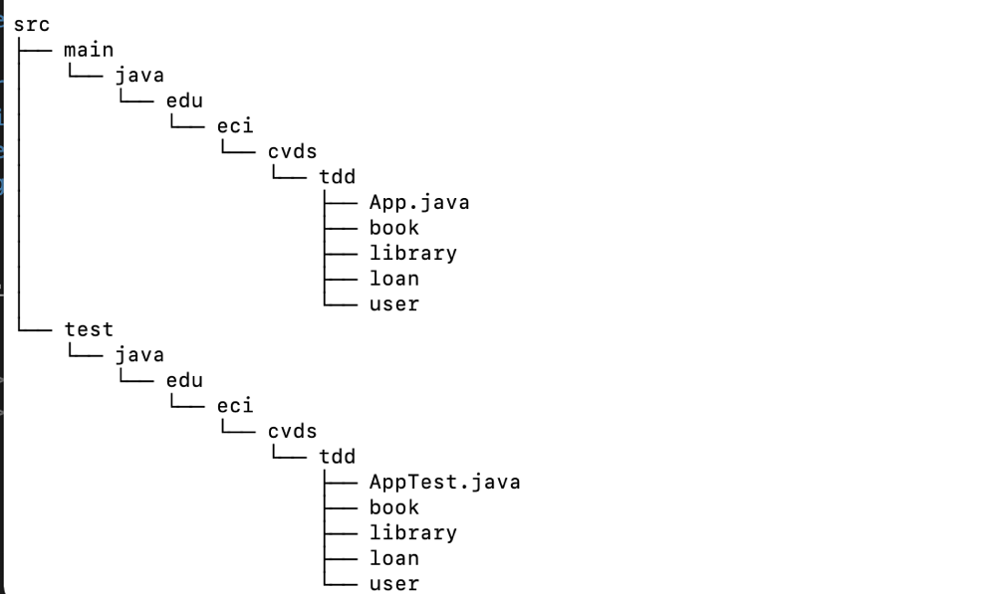 src
├── main
│   └── java
│       └── edu
│           └── eci
│               └── cvds
│                   └── tdd
│                       ├── App.java
│                       ├── book
│                       ├── library
│                       ├── loan
│                       └── user
└── test
    └── java
        └── edu
            └── eci
                └── cvds
                    └── tdd
                        ├── AppTest.java
                        ├── book
                        ├── library
                        ├── loan
                        └── user